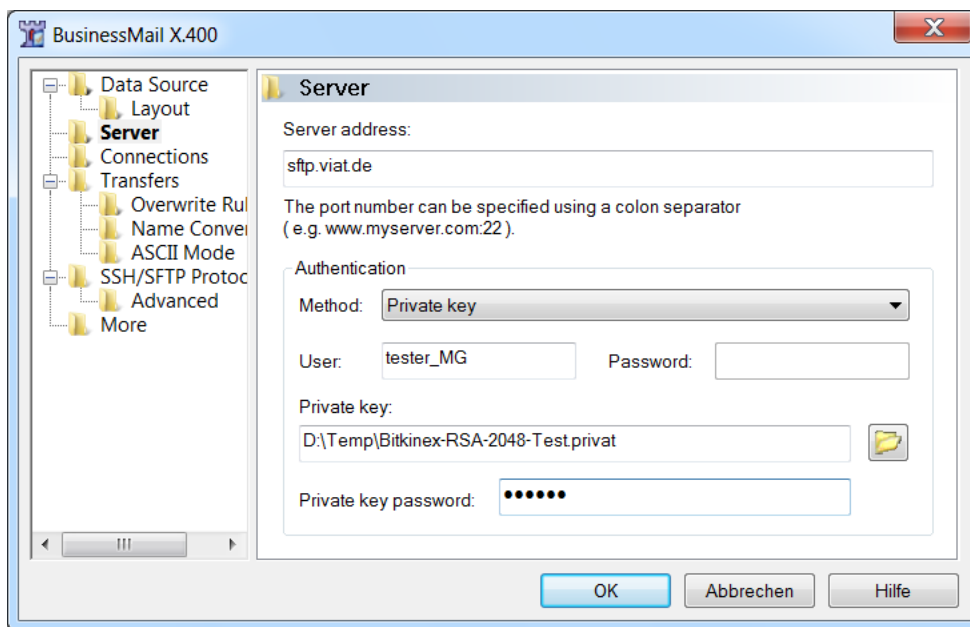 BusinessMail X.400
Data Source
Layout
Server
Connections
Transfers
Overwrite Rul
Name Conver
ASCII Mode
SSH/SFTP Protoc
Advanced
More
Server
Server address:
sftp.viat.de
The port number can be specified using a colon separator
( e.g. www.myserver.com:22 ).
Authentication
Method: Private key
User: tester_MG Password:
Private key:
D:\Temp\Bitkinex-RSA-2048-Test.privat
Private key password: ••••••
OK Abbrechen Hilfe